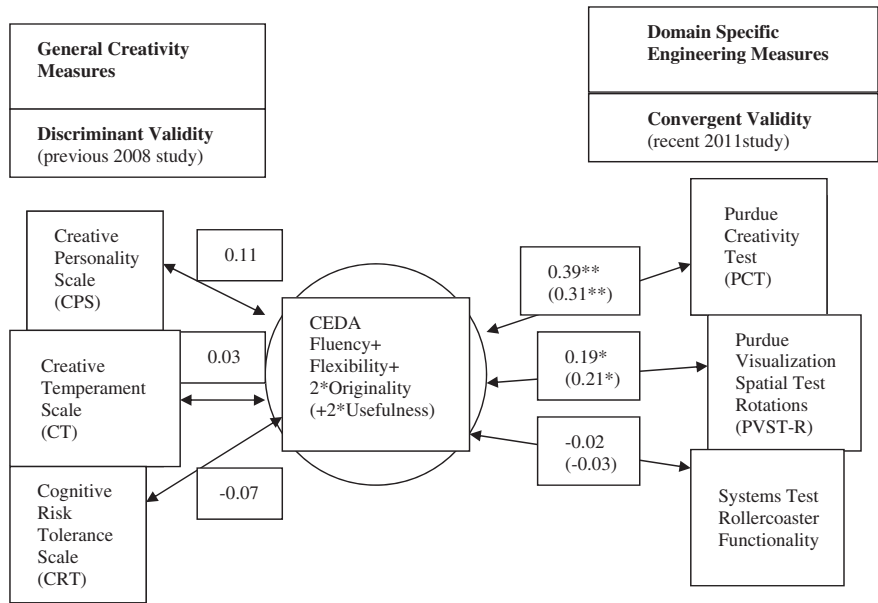 General Creativity
Measures
Discriminant Validity
(previous 2008 study)
Domain Specific
Engineering Measures
Convergent Validity
(recent 2011study)
Creative
Personality
Scale
(CPS)
0.11
Creative
Temperament
Scale
(CT)
0.03
Cognitive
Risk
Tolerance
Scale
(CRT)
-0.07
CEDA
Fluency+
Flexibility+
2*Originality
(+2*Usefulness)
0.39**
(0.31**)
Purdue
Creativity
Test
(PCT)
0.19*
(0.21*)
Purdue
Visualization
Spatial Test
Rotations
(PVST-R)
-0.02
(-0.03)
Systems Test
Rollercoaster
Functionality